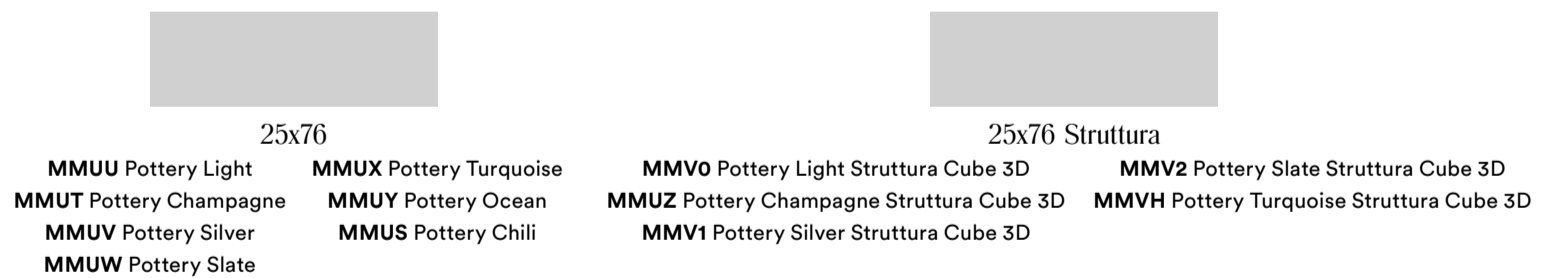 25x76
MMUU Pottery Light
MMUT Pottery Champagne
MMUV Pottery Silver
MMUW Pottery Slate
MMUX Pottery Turquoise
MMUY Pottery Ocean
MMUS Pottery Chili
25x76 Struttura
MMV0 Pottery Light Struttura Cube 3D
MMUZ Pottery Champagne Struttura Cube 3D
MMV1 Pottery Silver Struttura Cube 3D
MMV2 Pottery Slate Struttura Cube 3D
MMVH Pottery Turquoise Struttura Cube 3D